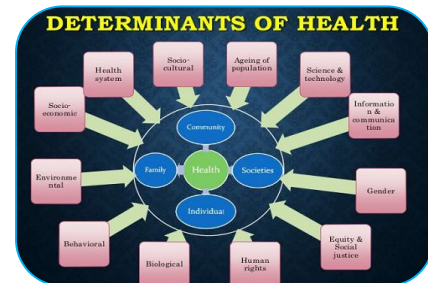 DETERMINANTS OF HEALTH
Socio-
cultural
Ageing of
population
Health
system
Science &
technology
Socio-
economic
Informatio
n &
communica
tion
Community
Family
Health
Societies
Individual
Environme
ntal
Gender
Behavioral
Equity &
Social
justice
Biological
Human
rights